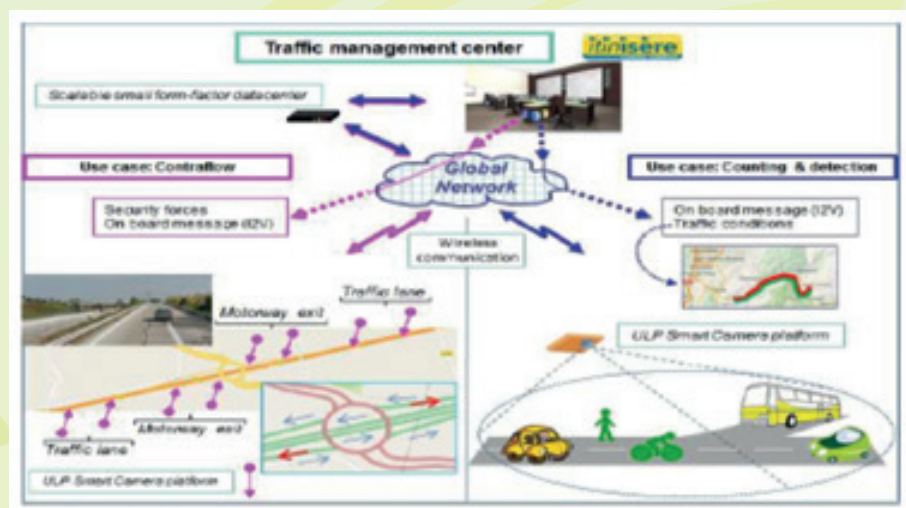 Traffic management center
itinisère
Scalable small form-factor datacenter
Use case: Contraflow
Global
Network
Use case: Counting & detection
Security forces
On board message (I2V)
On board message (I2V)
Traffic conditions
Wireless
communication
Traffic lane
Motorway exit
ULP Smart Camera platform
Motorway exit
Traffic lane
ULP Smart Camera platform